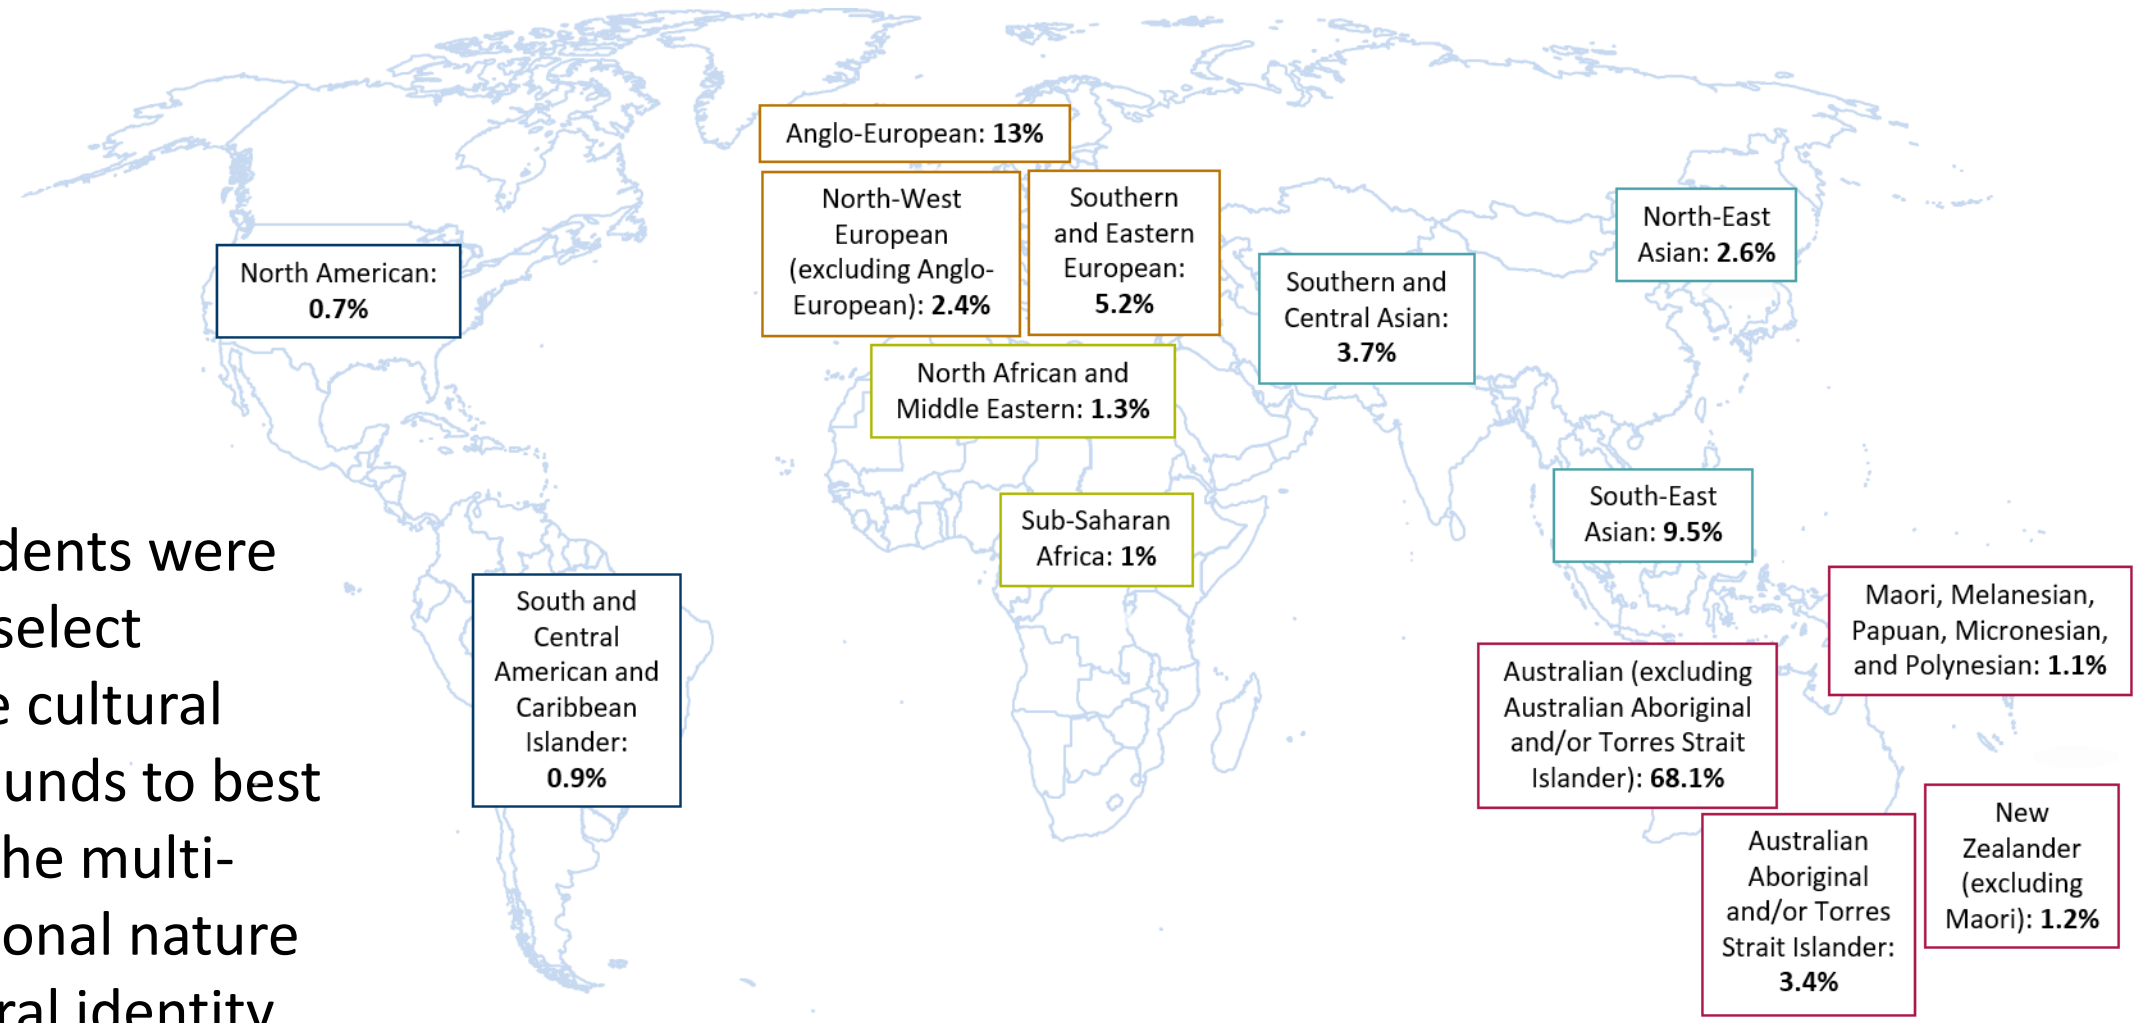 Anglo-European: 13%
North-West
European
(excluding Anglo-
European): 2.4%
Southern
and Eastern
European:
5.2%
North-East
Asian: 2.6%
North American:
0.7%
Southern and
Central Asian:
3.7%
North African and
Middle Eastern: 1.3%
South-East
Asian: 9.5%
Sub-Saharan
Africa: 1%
dents were
select
e cultural
unds to best
he multi-
onal nature
ral identity
South and
Central
American and
Caribbean
Islander:
0.9%
Maori, Melanesian,
Papuan, Micronesian,
and Polynesian: 1.1%
Australian (excluding
Australian Aboriginal
and/or Torres Strait
Islander): 68.1%
New
Zealander
(excluding
Maori): 1.2%
Australian
Aboriginal
and/or Torres
Strait Islander:
3.4%